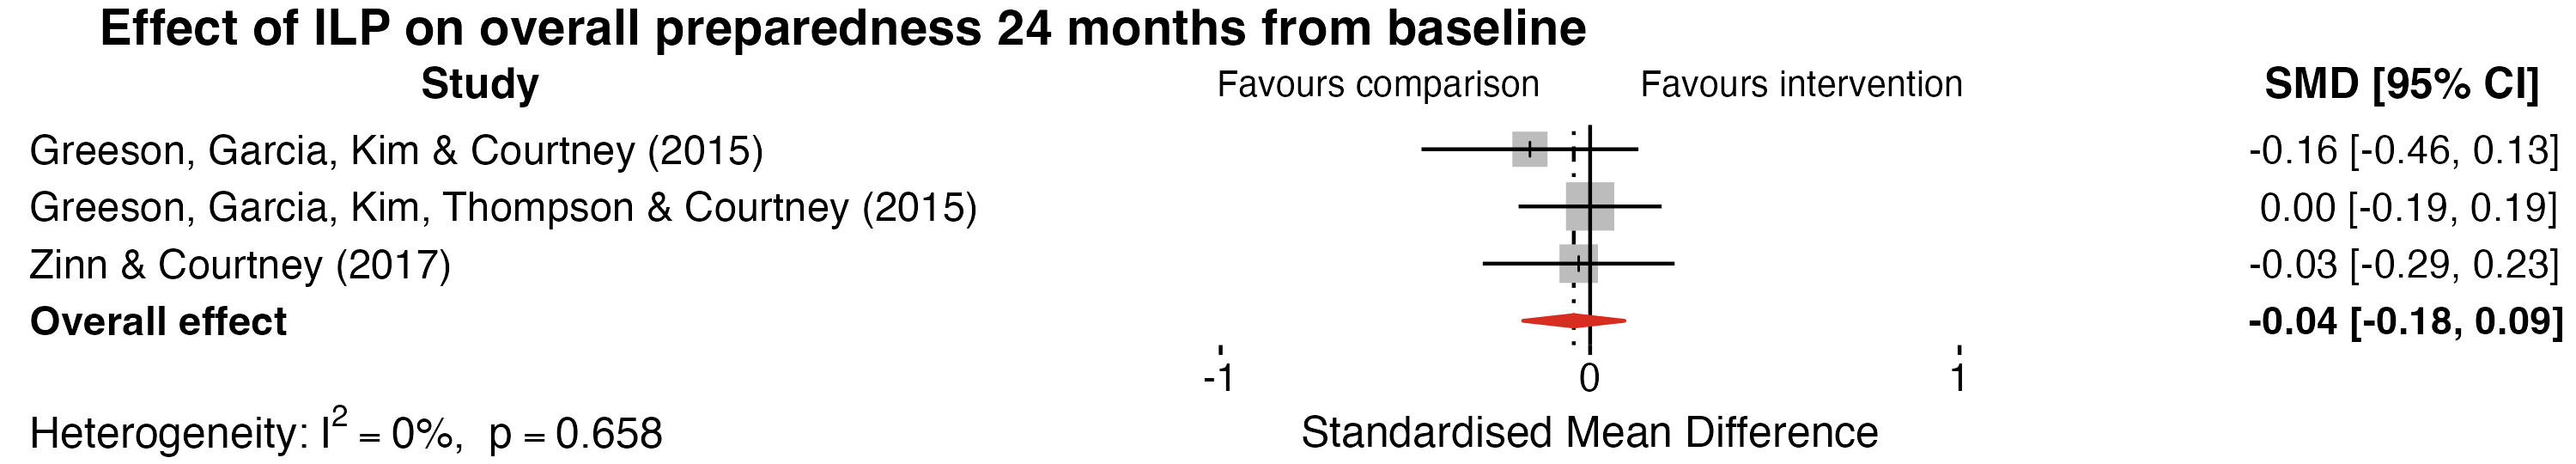 Effect of ILP on overall preparedness 24 months from baseline
Study Favours comparison Favours intervention SMD [95% CI]
Greeson, Garcia, Kim & Courtney (2015) -0.16 [-0.46, 0.13]
Greeson, Garcia, Kim, Thompson & Courtney (2015) 0.00 [-0.19, 0.19]
Zinn & Courtney (2017) -0.03 [-0.29, 0.23]
Overall effect -0.04 [-0.18, 0.09]
-1 0 1
Heterogeneity: I² = 0%, p = 0.658 Standardised Mean Difference